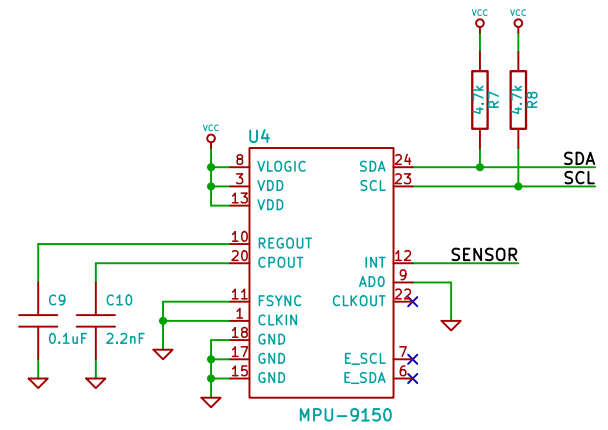 VCC VCC
4.7k R7 4.7k R8
VCC U4
8 VLOGIC SDA 24 SDA
3 VDD SCL 23 SCL
13 VDD
10 REGOUT
20 CPOUT INT 12 SENSOR
AD0 9
C9 C10 11 FSYNC CLKOUT 22
1 CLKIN
0.1uF 2.2nF 18 GND
17 GND E_SCL 7
15 GND E_SDA 6
MPU-9150